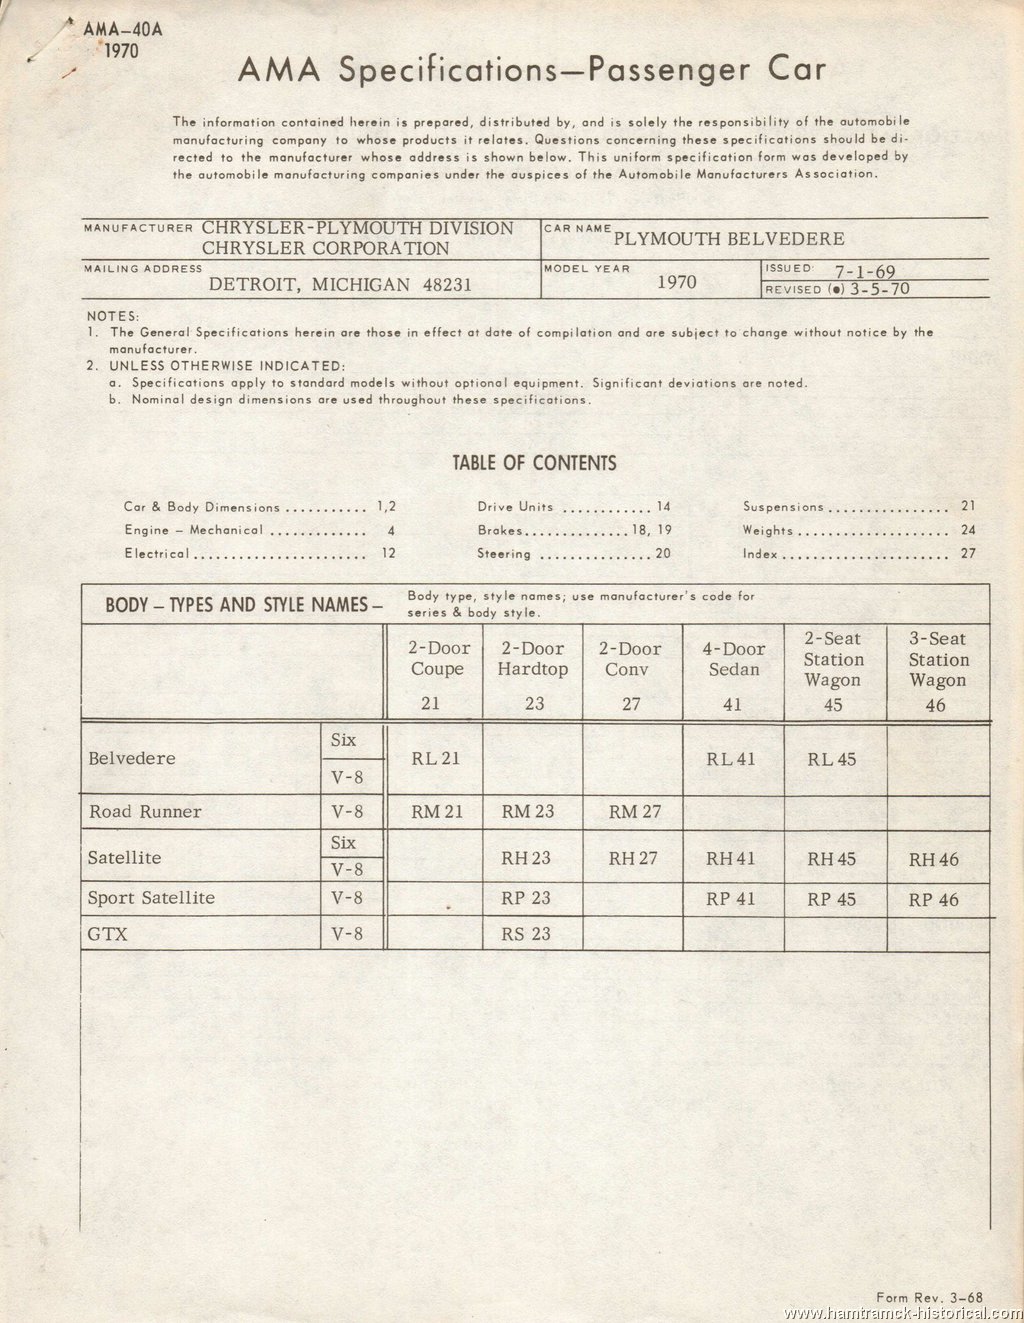 AMA-40A
1970
AMA Specifications—Passenger Car
The information contained herein is prepared, distributed by, and is solely the responsibility of the automobile
manufacturing company to whose products it relates. Questions concerning these specifications should be di-
rected to the manufacturer whose address is shown below. This uniform specification form was developed by
the automobile manufacturing companies under the auspices of the Automobile Manufacturers Association.
MANUFACTURER CHRYSLER-PLYMOUTH DIVISION
CHRYSLER CORPORATION
CAR NAME PLYMOUTH BELVEDERE
MAILING ADDRESS
DETROIT, MICHIGAN 48231
MODEL YEAR
1970
ISSUED 7-1-69
REVISED (●) 3-5-70
NOTES:
1. The General Specifications herein are those in effect at date of compilation and are subject to change without notice by the
manufacturer.
2. UNLESS OTHERWISE INDICATED:
a. Specifications apply to standard models without optional equipment. Significant deviations are noted.
b. Nominal design dimensions are used throughout these specifications.
TABLE OF CONTENTS
Car & Body Dimensions ........... 1,2 Drive Units ............ 14 Suspensions ................ 21
Engine – Mechanical ............. 4 Brakes.............. 18, 19 Weights .................... 24
Electrical ....................... 12 Steering ............... 20 Index ...................... 27
BODY – TYPES AND STYLE NAMES –
Body type, style names; use manufacturer's code for
series & body style.
2-Door Coupe 21
2-Door Hardtop 23
2-Door Conv 27
4-Door Sedan 41
2-Seat Station Wagon 45
3-Seat Station Wagon 46
Belvedere Six V-8 RL 21 RL 41 RL 45
Road Runner V-8 RM 21 RM 23 RM 27
Satellite Six V-8 RH 23 RH 27 RH 41 RH 45 RH 46
Sport Satellite V-8 RP 23 RP 41 RP 45 RP 46
GTX V-8 RS 23
Form Rev. 3-68
www.hamtramck-historical.com